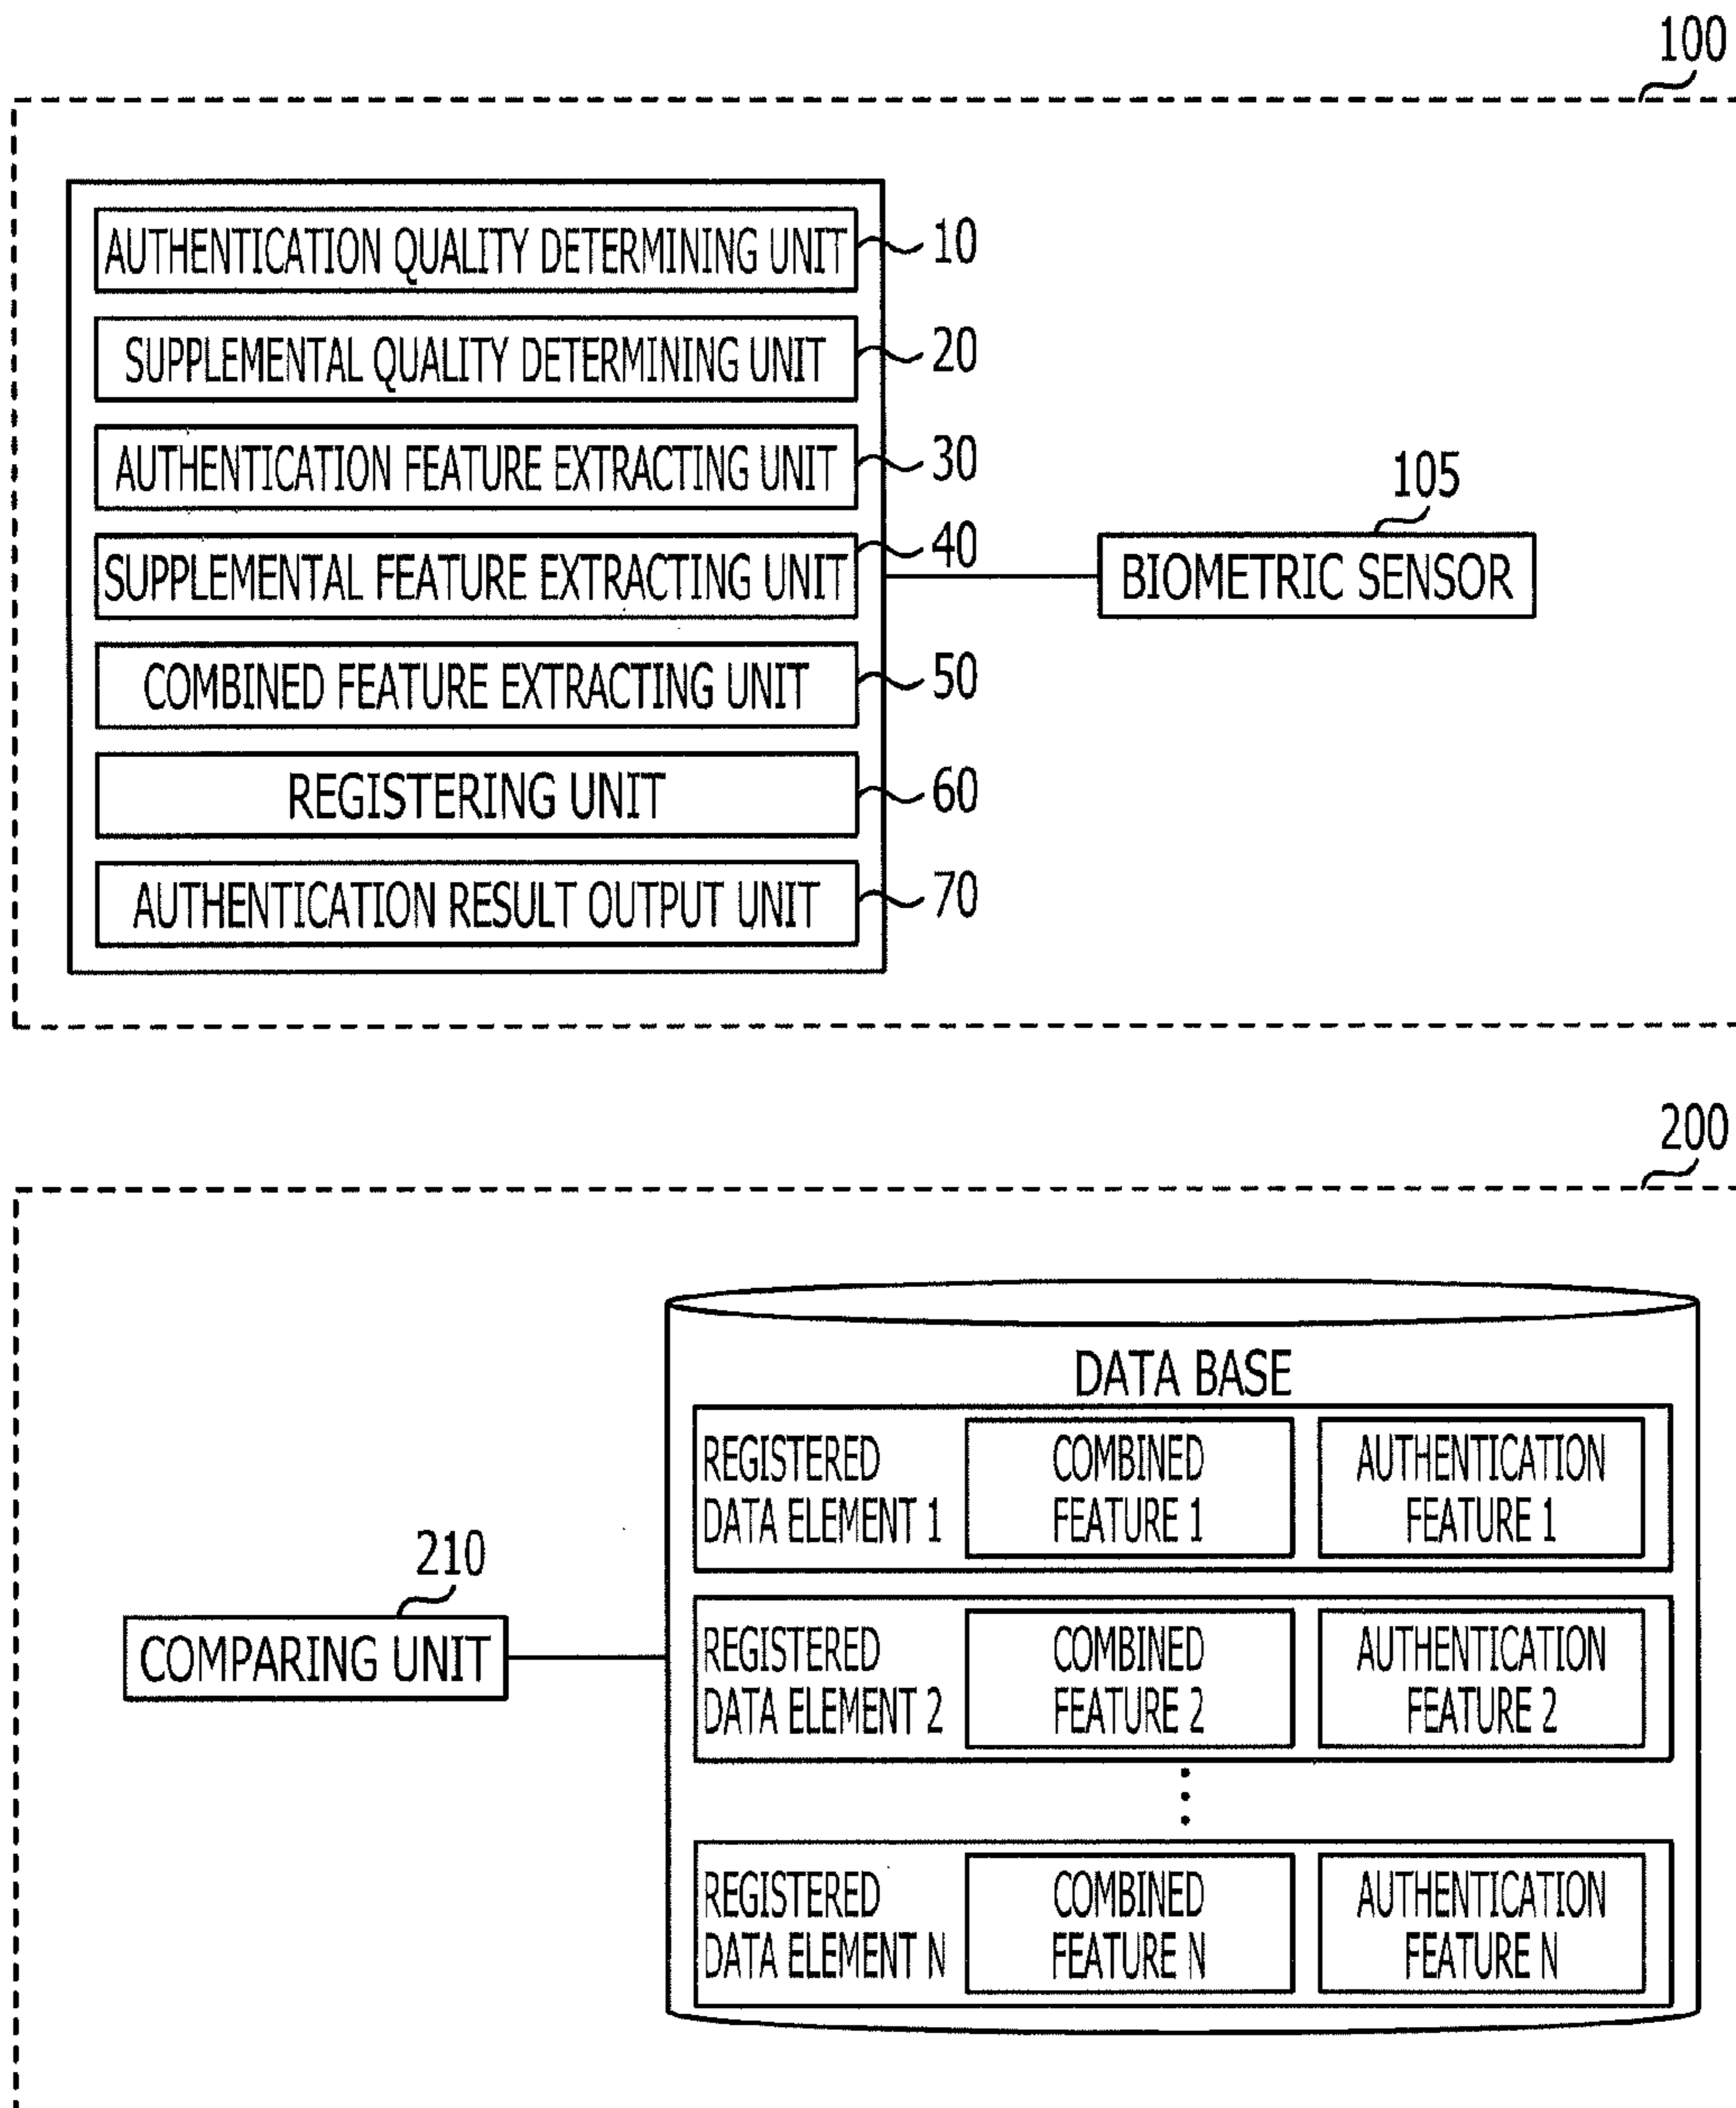 100
AUTHENTICATION QUALITY DETERMINING UNIT
10
SUPPLEMENTAL QUALITY DETERMINING UNIT
20
AUTHENTICATION FEATURE EXTRACTING UNIT
30
SUPPLEMENTAL FEATURE EXTRACTING UNIT
40
COMBINED FEATURE EXTRACTING UNIT
50
REGISTERING UNIT
60
AUTHENTICATION RESULT OUTPUT UNIT
70
105
BIOMETRIC SENSOR
200
210
COMPARING UNIT
DATA BASE
REGISTERED
DATA ELEMENT 1
COMBINED
FEATURE 1
AUTHENTICATION
FEATURE 1
REGISTERED
DATA ELEMENT 2
COMBINED
FEATURE 2
AUTHENTICATION
FEATURE 2
REGISTERED
DATA ELEMENT N
COMBINED
FEATURE N
AUTHENTICATION
FEATURE N